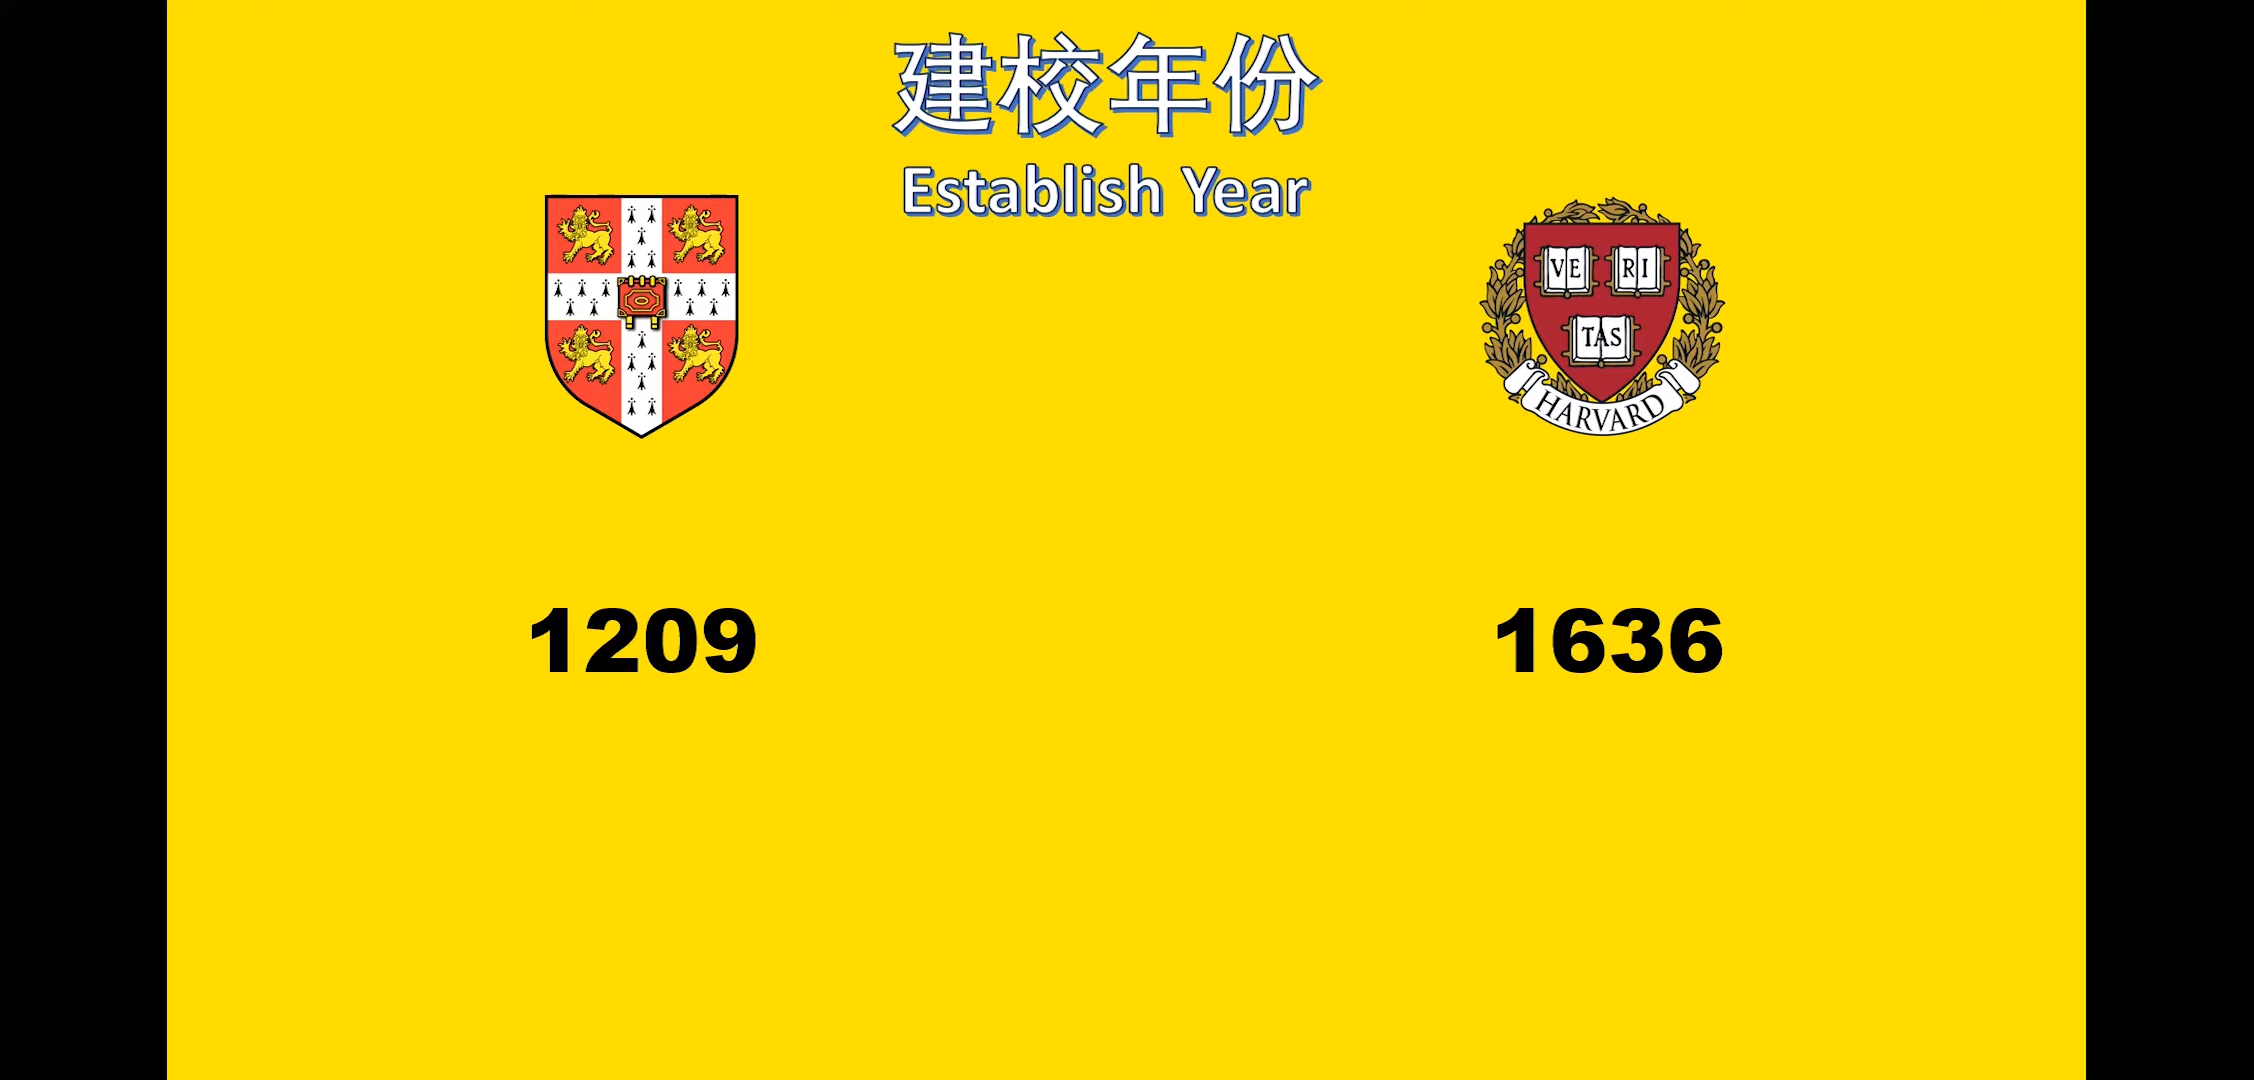 建校年份
Establish Year
VE RI
TAS
HARVARD
1209 1636